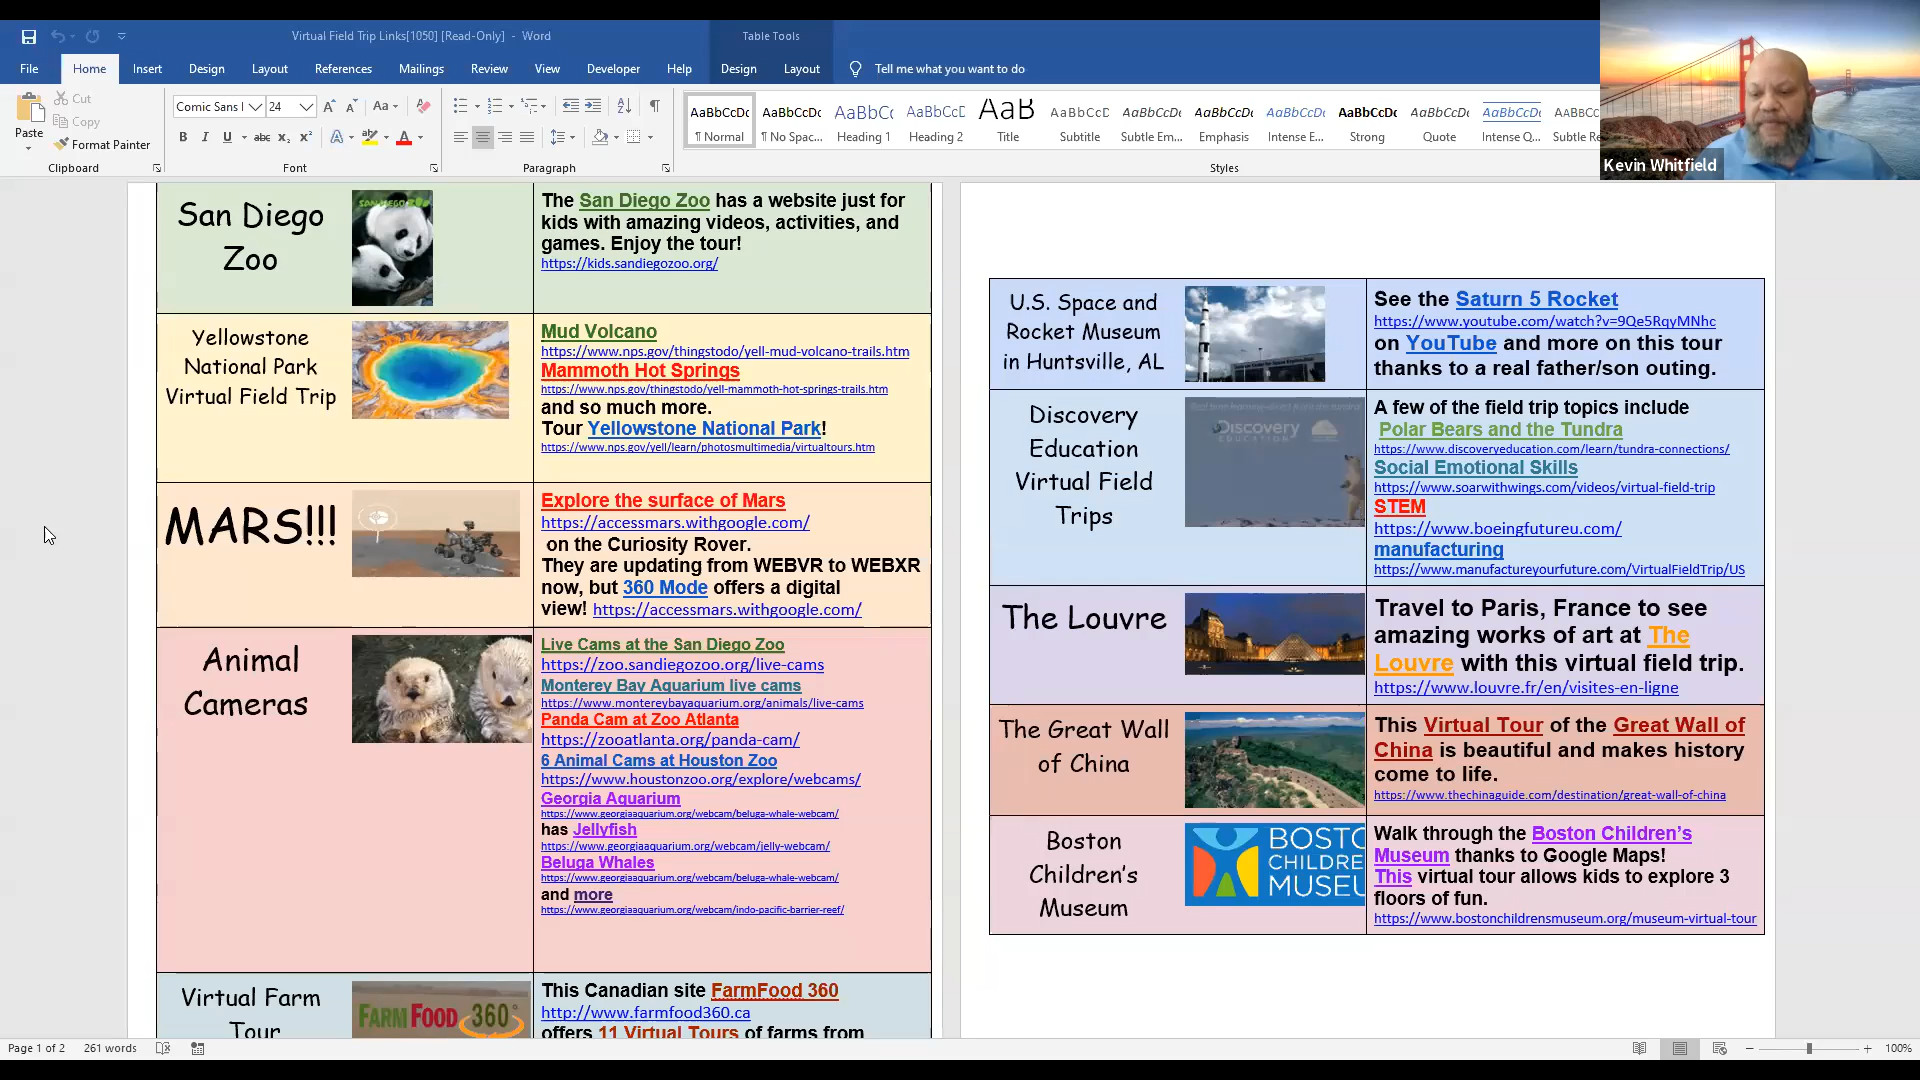 Virtual Field Trip Links[1050] [Read-Only] - Word
Table Tools
File
Home
Insert
Design
Layout
References
Mailings
Review
View
Developer
Help
Design
Layout
Tell me what you want to do
Kevin Whitfield
Paste
Cut
Copy
Format Painter
Clipboard
Comic Sans
24
Font
Paragraph
¶ Normal
¶ No Spac...
Heading 1
Heading 2
Title
Subtitle
Subtle Em...
Emphasis
Intense E...
Strong
Quote
Intense Q...
Subtle Re
Styles
San Diego
Zoo
The San Diego Zoo has a website just for
kids with amazing videos, activities, and
games. Enjoy the tour!
https://kids.sandiegozoo.org/
Yellowstone
National Park
Virtual Field Trip
Mud Volcano
https://www.nps.gov/thingstodo/yell-mud-volcano-trails.htm
Mammoth Hot Springs
https://www.nps.gov/thingstodo/yell-mammoth-hot-springs-trails.htm
and so much more.
Tour Yellowstone National Park!
https://www.nps.gov/yell/learn/photosmultimedia/virtualtours.htm
MARS!!!
Explore the surface of Mars
https://accessmars.withgoogle.com/
on the Curiosity Rover.
They are updating from WEBVR to WEBXR
now, but 360 Mode offers a digital
view! https://accessmars.withgoogle.com/
Animal
Cameras
Live Cams at the San Diego Zoo
https://zoo.sandiegozoo.org/live-cams
Monterey Bay Aquarium live cams
https://www.montereybayaquarium.org/animals/live-cams
Panda Cam at Zoo Atlanta
https://zooatlanta.org/panda-cam/
6 Animal Cams at Houston Zoo
https://www.houstonzoo.org/explore/webcams/
Georgia Aquarium
https://www.georgiaaquarium.org/webcam/beluga-whale-webcam/
has Jellyfish
https://www.georgiaaquarium.org/webcam/jelly-webcam/
Beluga Whales
https://www.georgiaaquarium.org/webcam/beluga-whale-webcam/
and more
https://www.georgiaaquarium.org/webcam/indo-pacific-barrier-reef/
Virtual Farm
Tour
FARM FOOD 360°
This Canadian site FarmFood 360
http://www.farmfood360.ca
offers 11 Virtual Tours of farms from
U.S. Space and
Rocket Museum
in Huntsville, AL
See the Saturn 5 Rocket
https://www.youtube.com/watch?v=9Qe5RqyMNhc
on YouTube and more on this tour
thanks to a real father/son outing.
Discovery
Education
Virtual Field
Trips
Discovery
EDUCATION
A few of the field trip topics include
Polar Bears and the Tundra
https://www.discoveryeducation.com/learn/tundra-connections/
Social Emotional Skills
https://www.soarwithwings.com/videos/virtual-field-trip
STEM
https://www.boeingfutureu.com/
manufacturing
https://www.manufactureyourfuture.com/VirtualFieldTrip/US
The Louvre
Travel to Paris, France to see
amazing works of art at The
Louvre with this virtual field trip.
https://www.louvre.fr/en/visites-en-ligne
The Great Wall
of China
This Virtual Tour of the Great Wall of
China is beautiful and makes history
come to life.
https://www.thechinaguide.com/destination/great-wall-of-china
Boston
Children's
Museum
BOSTO
CHILDRE
MUSEU
Walk through the Boston Children's
Museum thanks to Google Maps!
This virtual tour allows kids to explore 3
floors of fun.
https://www.bostonchildrensmuseum.org/museum-virtual-tour
Page 1 of 2
261 words
100%